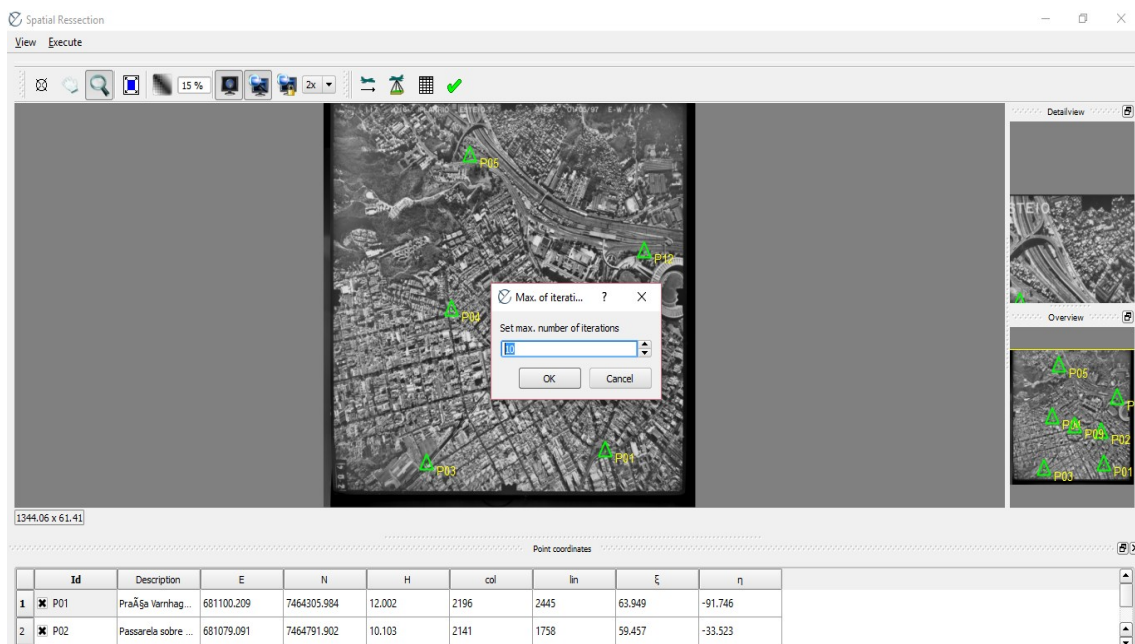 Spatial Ressection
View Execute
15 %
2x
P05
P12
P04
P01
P03
Max. of iterati... ?
Set max. number of iterations
10
OK Cancel
Detailview
Overview
P05
P09
P02
P03
P01
1344.06 x 61.41
Point coordinates
Id Description E N H col lin ξ η
1 P01 PraÃ§a Varnhag... 681100.209 7464305.984 12.002 2196 2445 63.949 -91.746
2 P02 Passarela sobre ... 681079.091 7464791.902 10.103 2141 1758 59.457 -33.523